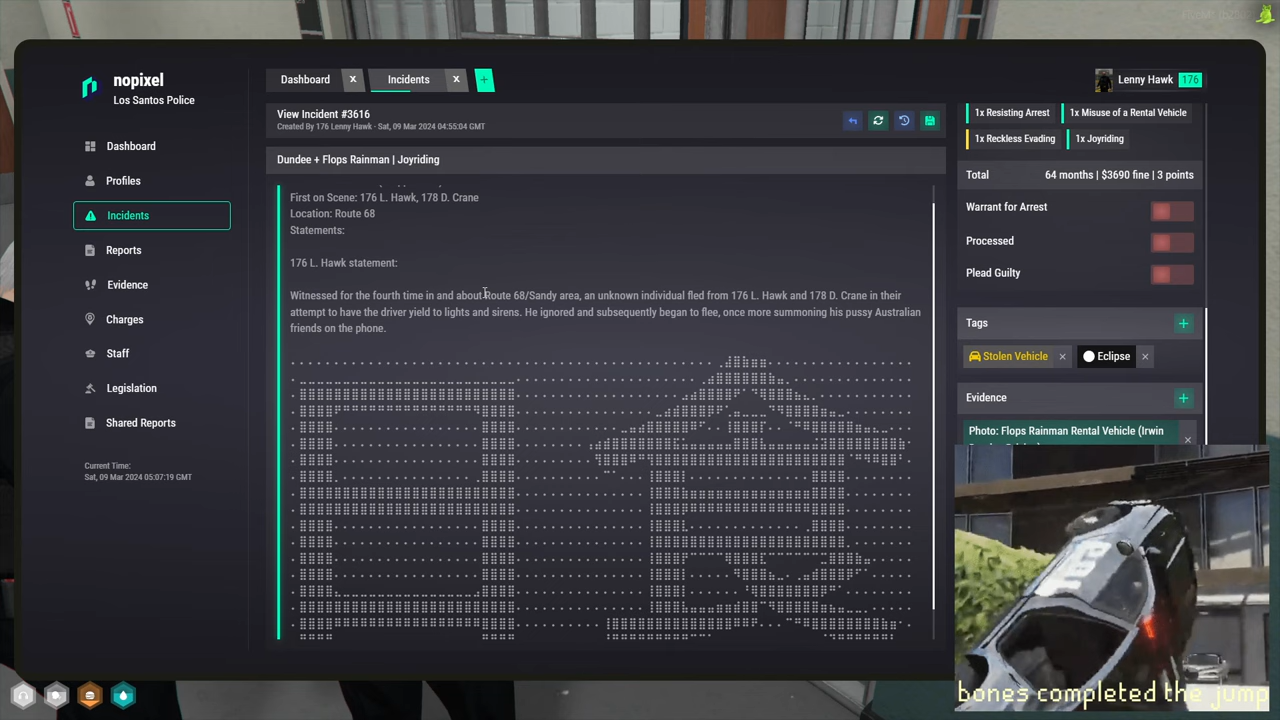 nopixel
Los Santos Police
Dashboard
Profiles
Incidents
Reports
Evidence
Charges
Staff
Legislation
Shared Reports
Current Time:
Sat, 09 Mar 2024 05:07:19 GMT
Dashboard x
Incidents x
+
Lenny Hawk 176
View Incident #3616
Created By 176 Lenny Hawk · Sat, 09 Mar 2024 04:55:04 GMT
Dundee + Flops Rainman | Joyriding
First on Scene: 176 L. Hawk, 178 D. Crane
Location: Route 68
Statements:
176 L. Hawk statement:
Witnessed for the fourth time in and about Route 68/Sandy area, an unknown individual fled from 176 L. Hawk and 178 D. Crane in their
attempt to have the driver yield to lights and sirens. He ignored and subsequently began to flee, once more summoning his pussy Australian
friends on the phone.
日食
1x Resisting Arrest 1x Misuse of a Rental Vehicle
1x Reckless Evading 1x Joyriding
Total 64 months | $3690 fine | 3 points
Warrant for Arrest
Processed
Plead Guilty
Tags +
Stolen Vehicle × Eclipse ×
Evidence +
Photo: Flops Rainman Rental Vehicle (Irwin
bones completed the jump